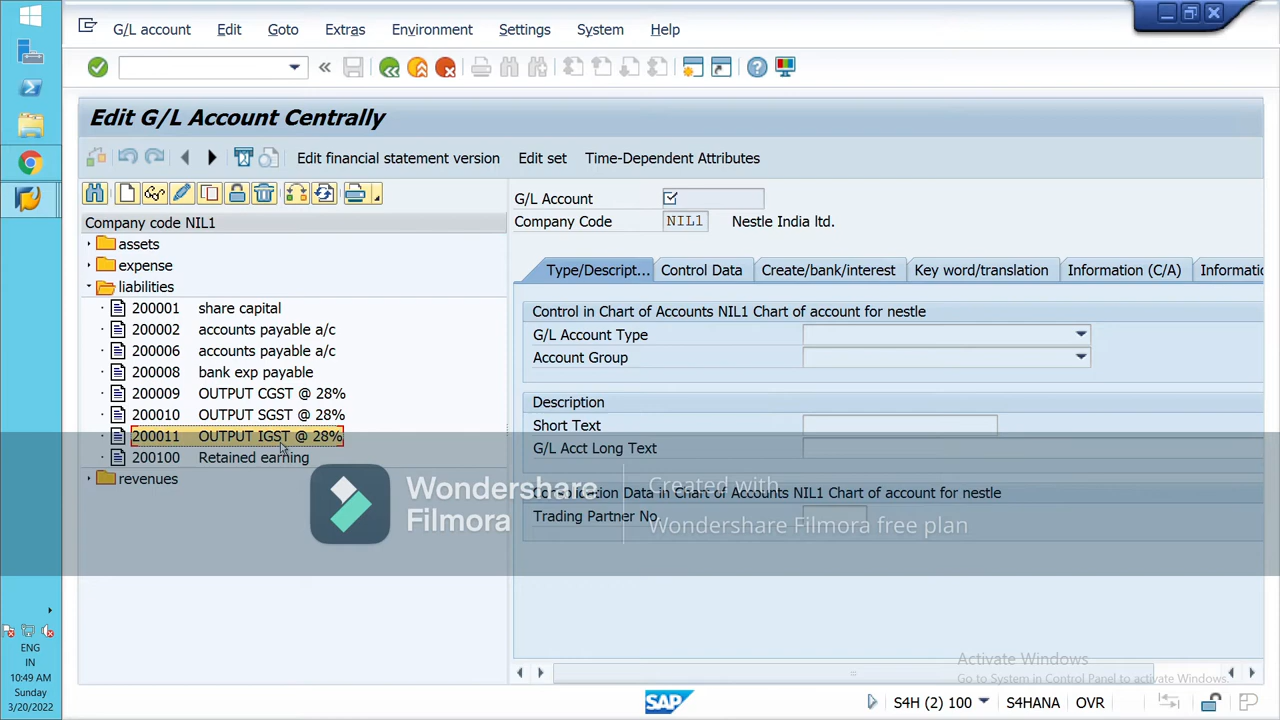 G/L account Edit Goto Extras Environment Settings System Help
Edit G/L Account Centrally
Edit financial statement version Edit set Time-Dependent Attributes
Company code NIL1
assets
expense
liabilities
200001 share capital
200002 accounts payable a/c
200006 accounts payable a/c
200008 bank exp payable
200009 OUTPUT CGST @ 28%
200010 OUTPUT SGST @ 28%
200011 OUTPUT IGST @ 28%
200100 Retained earning
revenues
G/L Account
Company Code NIL1 Nestle India ltd.
Type/Descript... Control Data Create/bank/interest Key word/translation Information (C/A) Informatio
Control in Chart of Accounts NIL1 Chart of account for nestle
G/L Account Type
Account Group
Description
Short Text
G/L Acct Long Text
Consolidation Data in Chart of Accounts NIL1 Chart of account for nestle
Trading Partner No.
Wondershare
Filmora
Created with
Wondershare Filmora free plan
Activate Windows
Go to System in Control Panel to activate Windows.
SAP
S4H (2) 100 S4HANA OVR
ENG
IN
10:49 AM
Sunday
3/20/2022